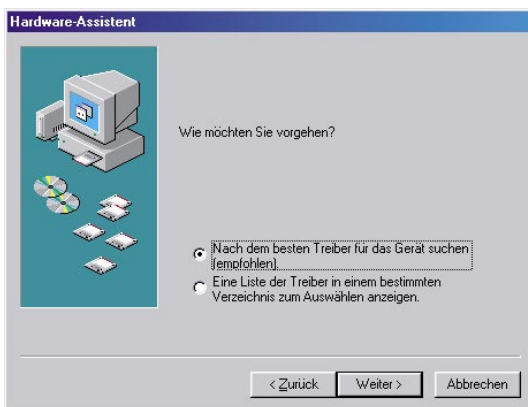 Hardware-Assistent
Wie möchten Sie vorgehen?
Nach dem besten Treiber für das Gerät suchen
(empfohlen).
Eine Liste der Treiber in einem bestimmten
Verzeichnis zum Auswählen anzeigen.
< Zurück
Weiter >
Abbrechen